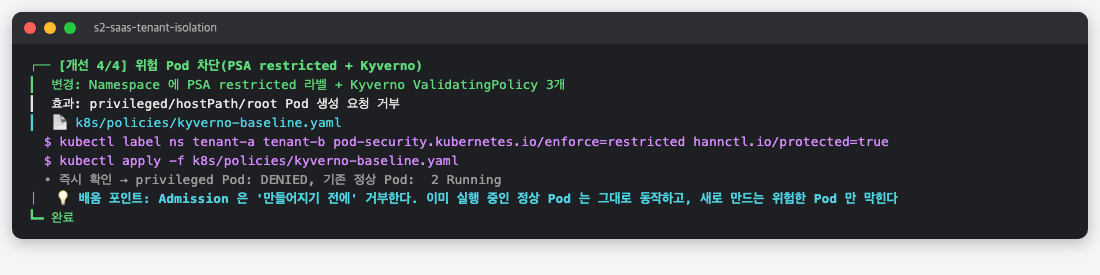 s2-saas-tenant-isolation
[개선 4/4] 위험 Pod 차단(PSA restricted + Kyverno)
변경: Namespace 에 PSA restricted 라벨 + Kyverno ValidatingPolicy 3개
효과: privileged/hostPath/root Pod 생성 요청 거부
📄 k8s/policies/kyverno-baseline.yaml
$ kubectl label ns tenant-a tenant-b pod-security.kubernetes.io/enforce=restricted hannctl.io/protected=true
$ kubectl apply -f k8s/policies/kyverno-baseline.yaml
• 즉시 확인 → privileged Pod: DENIED, 기존 정상 Pod:  2 Running
💡 배움 포인트: Admission 은 '만들어지기 전에' 거부한다. 이미 실행 중인 정상 Pod 는 그대로 동작하고, 새로 만드는 위험한 Pod 만 막힌다
완료